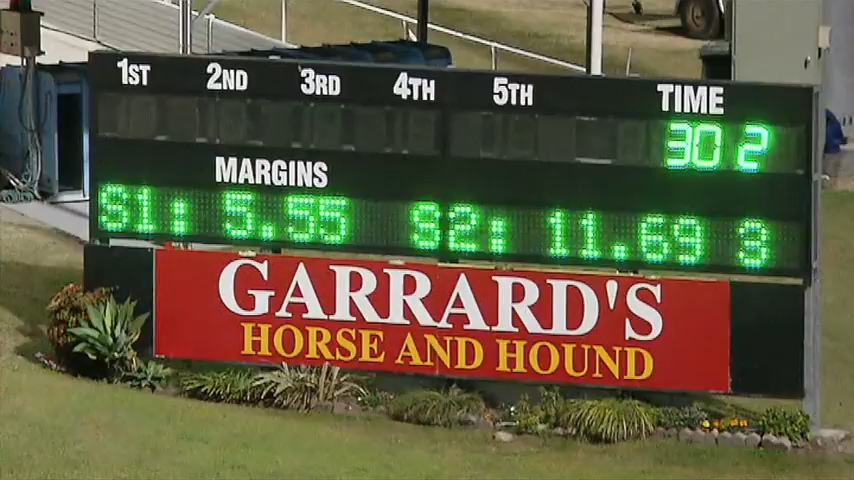 1ST 2ND 3RD 4TH 5TH TIME
30 2
MARGINS
S1: 5.55 S2: 11.69 3
GARRARD'S
HORSE AND HOUND